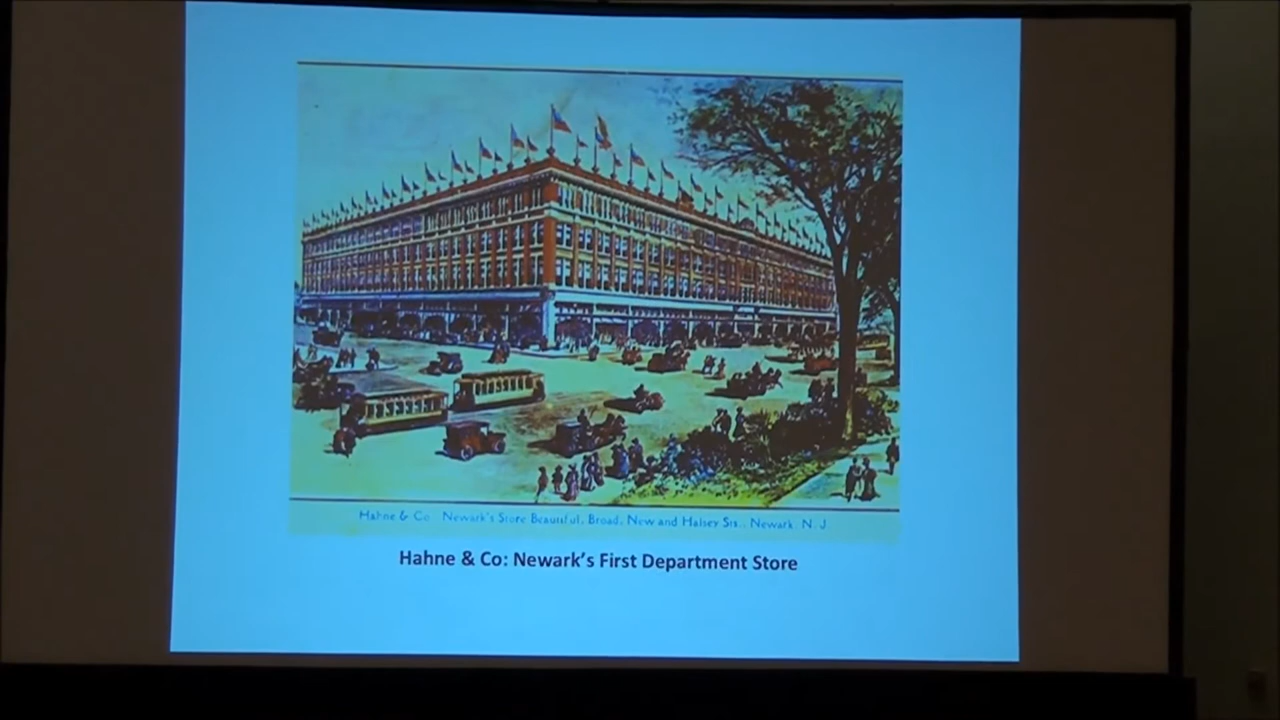 Hahne & Co Newark's Store Beautiful, Broad, New and Halsey Sts., Newark, N. J.
Hahne & Co: Newark's First Department Store